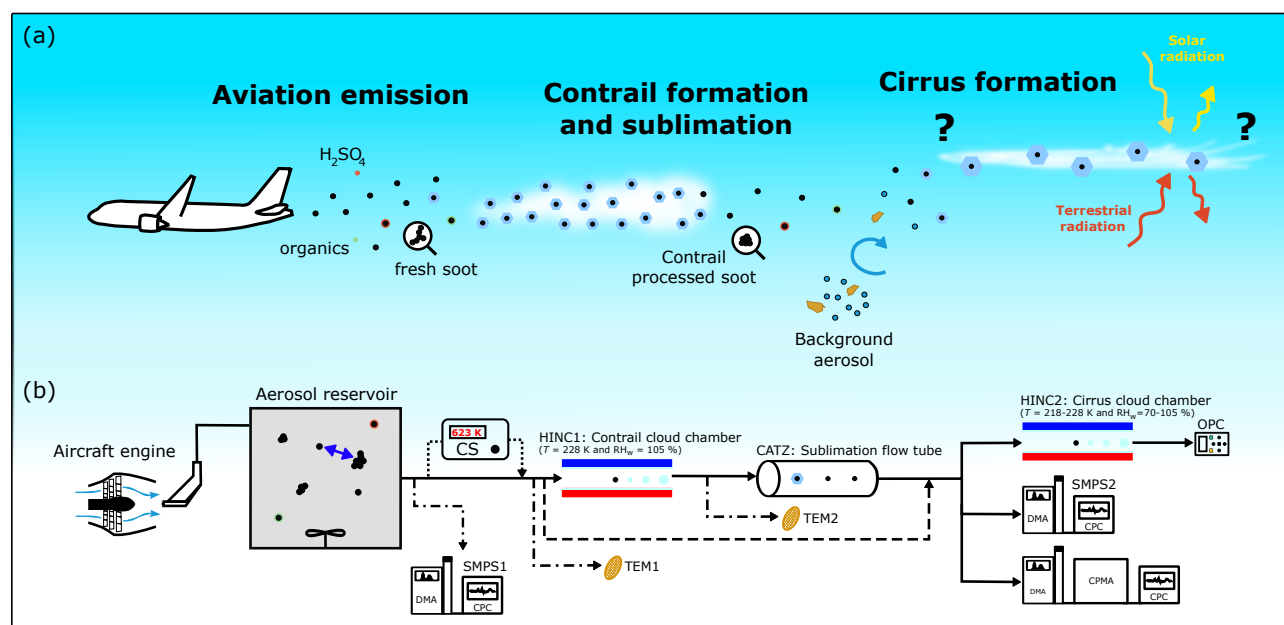 (a)
Aviation emission
Contrail formation
and sublimation
Cirrus formation
Solar
radiation
?
?
H₂SO₄
organics
fresh soot
Contrail
processed soot
Background
aerosol
Terrestrial
radiation
(b)
Aircraft engine
Aerosol reservoir
623 K
CS
HINC1: Contrail cloud chamber
(T = 228 K and RHw = 105 %)
CATZ: Sublimation flow tube
HINC2: Cirrus cloud chamber
(T = 218-228 K and RHw=70-105 %)
OPC
SMPS1
DMA
CPC
TEM1
TEM2
SMPS2
DMA
CPC
DMA
CPMA
CPC